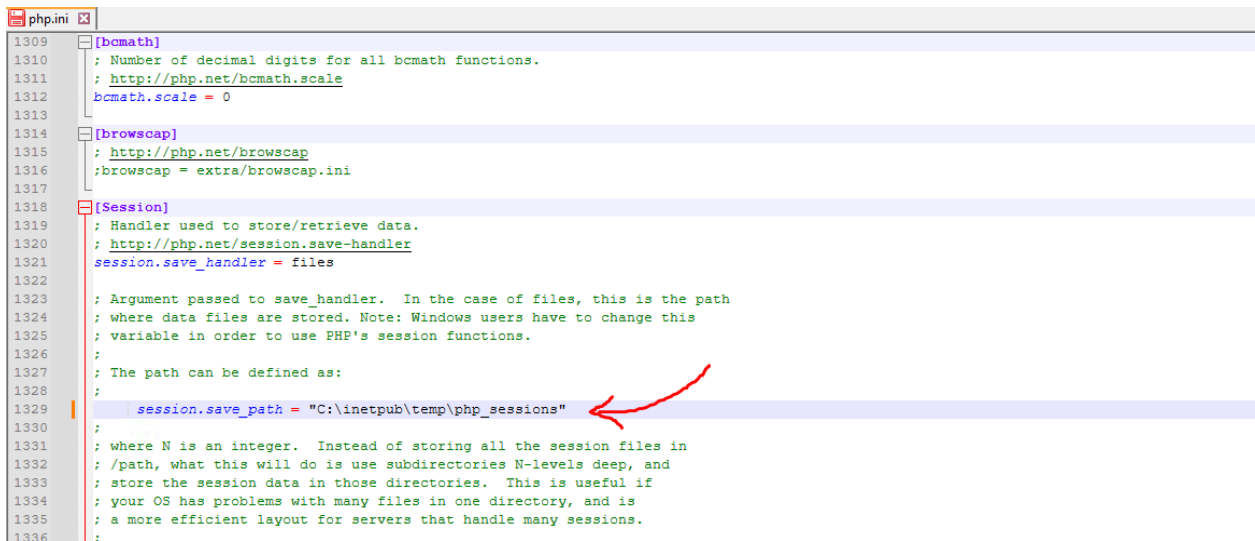 php.ini
1309 [bcmath]
1310 ; Number of decimal digits for all bcmath functions.
1311 ; http://php.net/bcmath.scale
1312 bcmath.scale = 0
1313
1314 [browscap]
1315 ; http://php.net/browscap
1316 ;browscap = extra/browscap.ini
1317
1318 [Session]
1319 ; Handler used to store/retrieve data.
1320 ; http://php.net/session.save-handler
1321 session.save_handler = files
1322
1323 ; Argument passed to save_handler.  In the case of files, this is the path
1324 ; where data files are stored. Note: Windows users have to change this
1325 ; variable in order to use PHP's session functions.
1326 ;
1327 ; The path can be defined as:
1328 ;
1329 session.save_path = "C:\inetpub\temp\php_sessions"
1330 ;
1331 ; where N is an integer.  Instead of storing all the session files in
1332 ; /path, what this will do is use subdirectories N-levels deep, and
1333 ; store the session data in those directories.  This is useful if
1334 ; your OS has problems with many files in one directory, and is
1335 ; a more efficient layout for servers that handle many sessions.
1336 ;